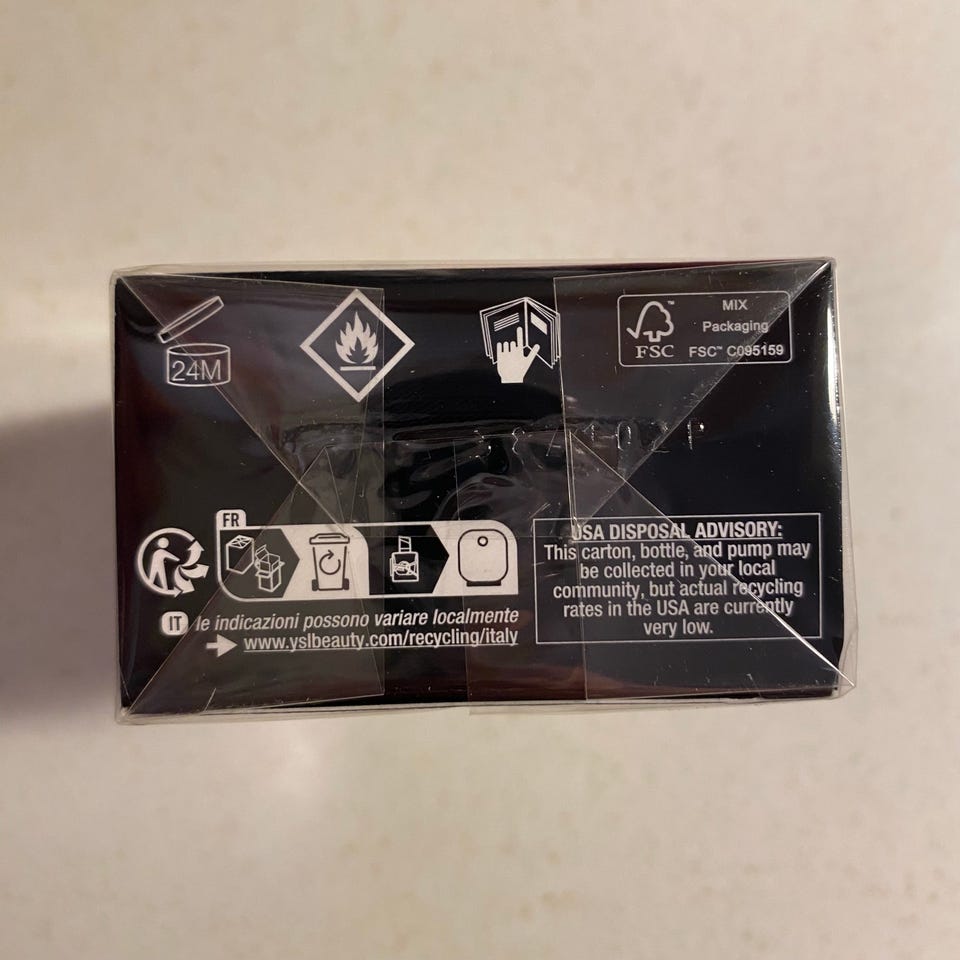 24M
FSC™
MIX
Packaging
FSC™ C095159
FR
IT le indicazioni possono variare localmente
www.yslbeauty.com/recycling/italy
USA DISPOSAL ADVISORY:
This carton, bottle, and pump may
be collected in your local
community, but actual recycling
rates in the USA are currently
very low.